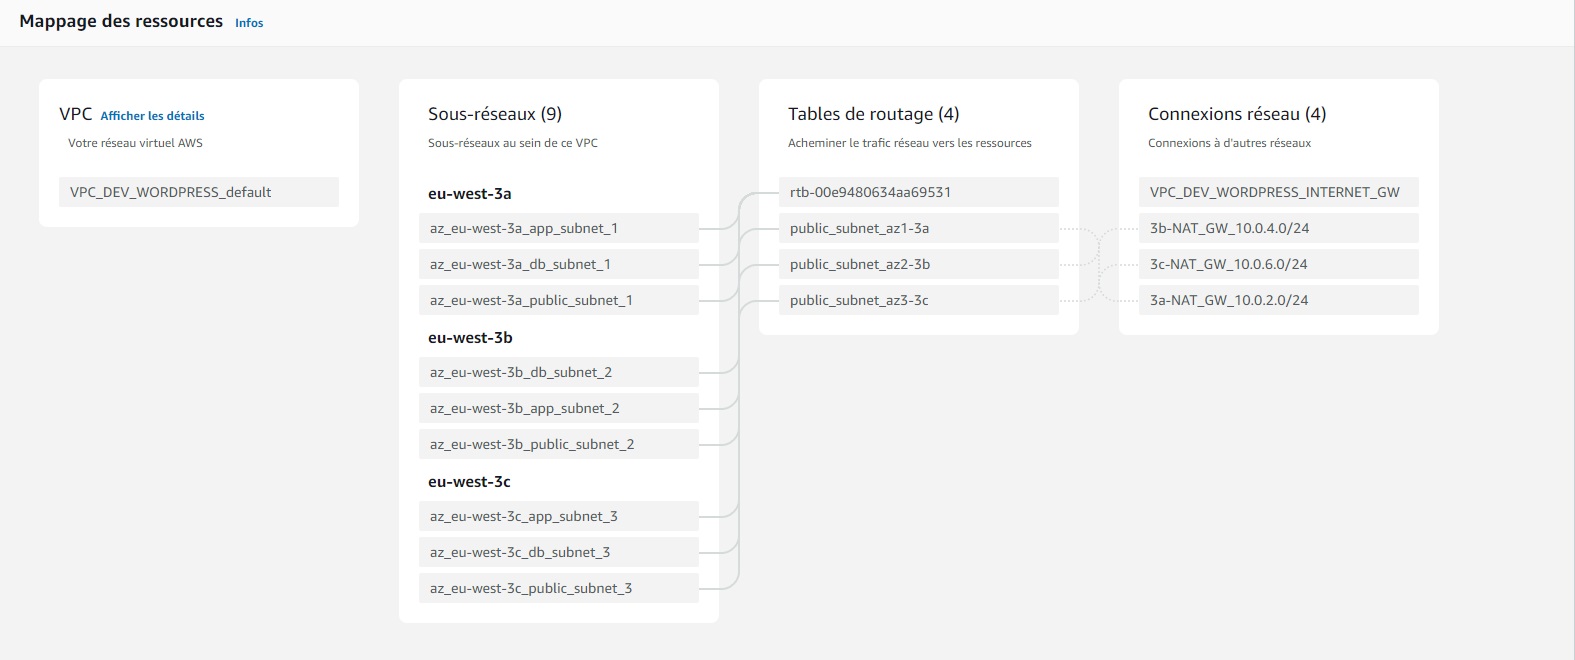 Mappage des ressources Infos
VPC Afficher les détails
Votre réseau virtuel AWS
VPC_DEV_WORDPRESS_default
Sous-réseaux (9)
Sous-réseaux au sein de ce VPC
eu-west-3a
az_eu-west-3a_app_subnet_1
az_eu-west-3a_db_subnet_1
az_eu-west-3a_public_subnet_1
eu-west-3b
az_eu-west-3b_db_subnet_2
az_eu-west-3b_app_subnet_2
az_eu-west-3b_public_subnet_2
eu-west-3c
az_eu-west-3c_app_subnet_3
az_eu-west-3c_db_subnet_3
az_eu-west-3c_public_subnet_3
Tables de routage (4)
Acheminer le trafic réseau vers les ressources
rtb-00e9480634aa69531
public_subnet_az1-3a
public_subnet_az2-3b
public_subnet_az3-3c
Connexions réseau (4)
Connexions à d'autres réseaux
VPC_DEV_WORDPRESS_INTERNET_GW
3b-NAT_GW_10.0.4.0/24
3c-NAT_GW_10.0.6.0/24
3a-NAT_GW_10.0.2.0/24